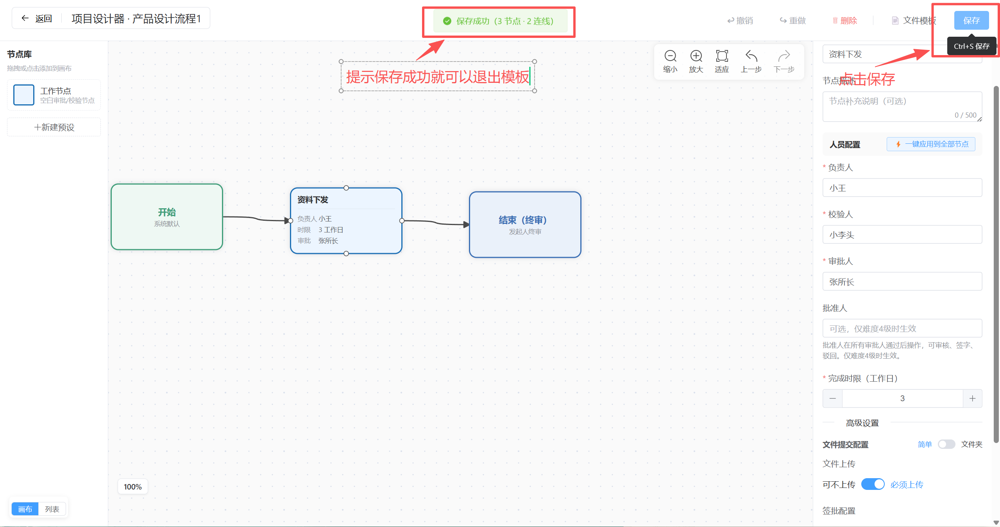 返回
项目设计器 · 产品设计流程1
保存成功（3 节点 · 2 连线）
撤销
重做
删除
文件模板
保存
Ctrl+S 保存
节点库
拖拽或点击添加到画布
工作节点
空白审批/校验节点
+新建预设
提示保存成功就可以退出模板
缩小
放大
适应
上一步
下一步
开始
系统默认
资料下发
负责人 小王
时限 3 工作日
审批 张所长
结束（终审）
发起人终审
100%
画布
列表
资料下发
点击保存
节点描述
节点补充说明（可选）
0 / 500
人员配置
一键应用到全部节点
* 负责人
小王
* 校验人
小李头
* 审批人
张所长
批准人
可选，仅难度4级时生效
批准人在所有审批人通过后操作，可审核、签字、
驳回。仅难度4级时生效。
* 完成时限（工作日）
3
高级设置
文件提交配置
简单
文件夹
文件上传
可不上传
必须上传
签批配置